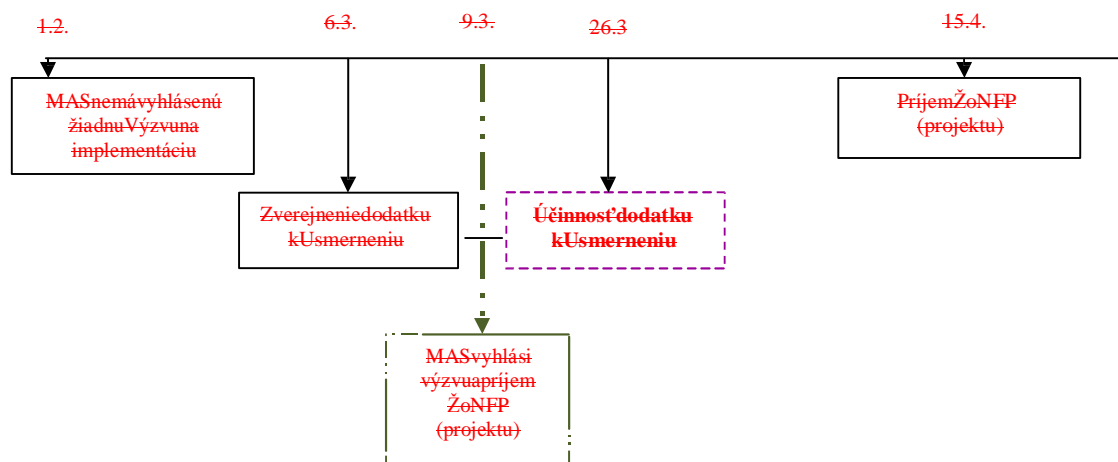 1.2.
6.3.
9.3.
26.3
15.4.
MASnemávyhlásenú
žiadnuVýzvuna
implementáciu
PríjemŽoNFP
(projektu)
Zverejneniedodatku
kUsmerneniu
Účinnosťdodatku
kUsmerneniu
MASvyhlási
výzvuapríjem
ŽoNFP
(projektu)